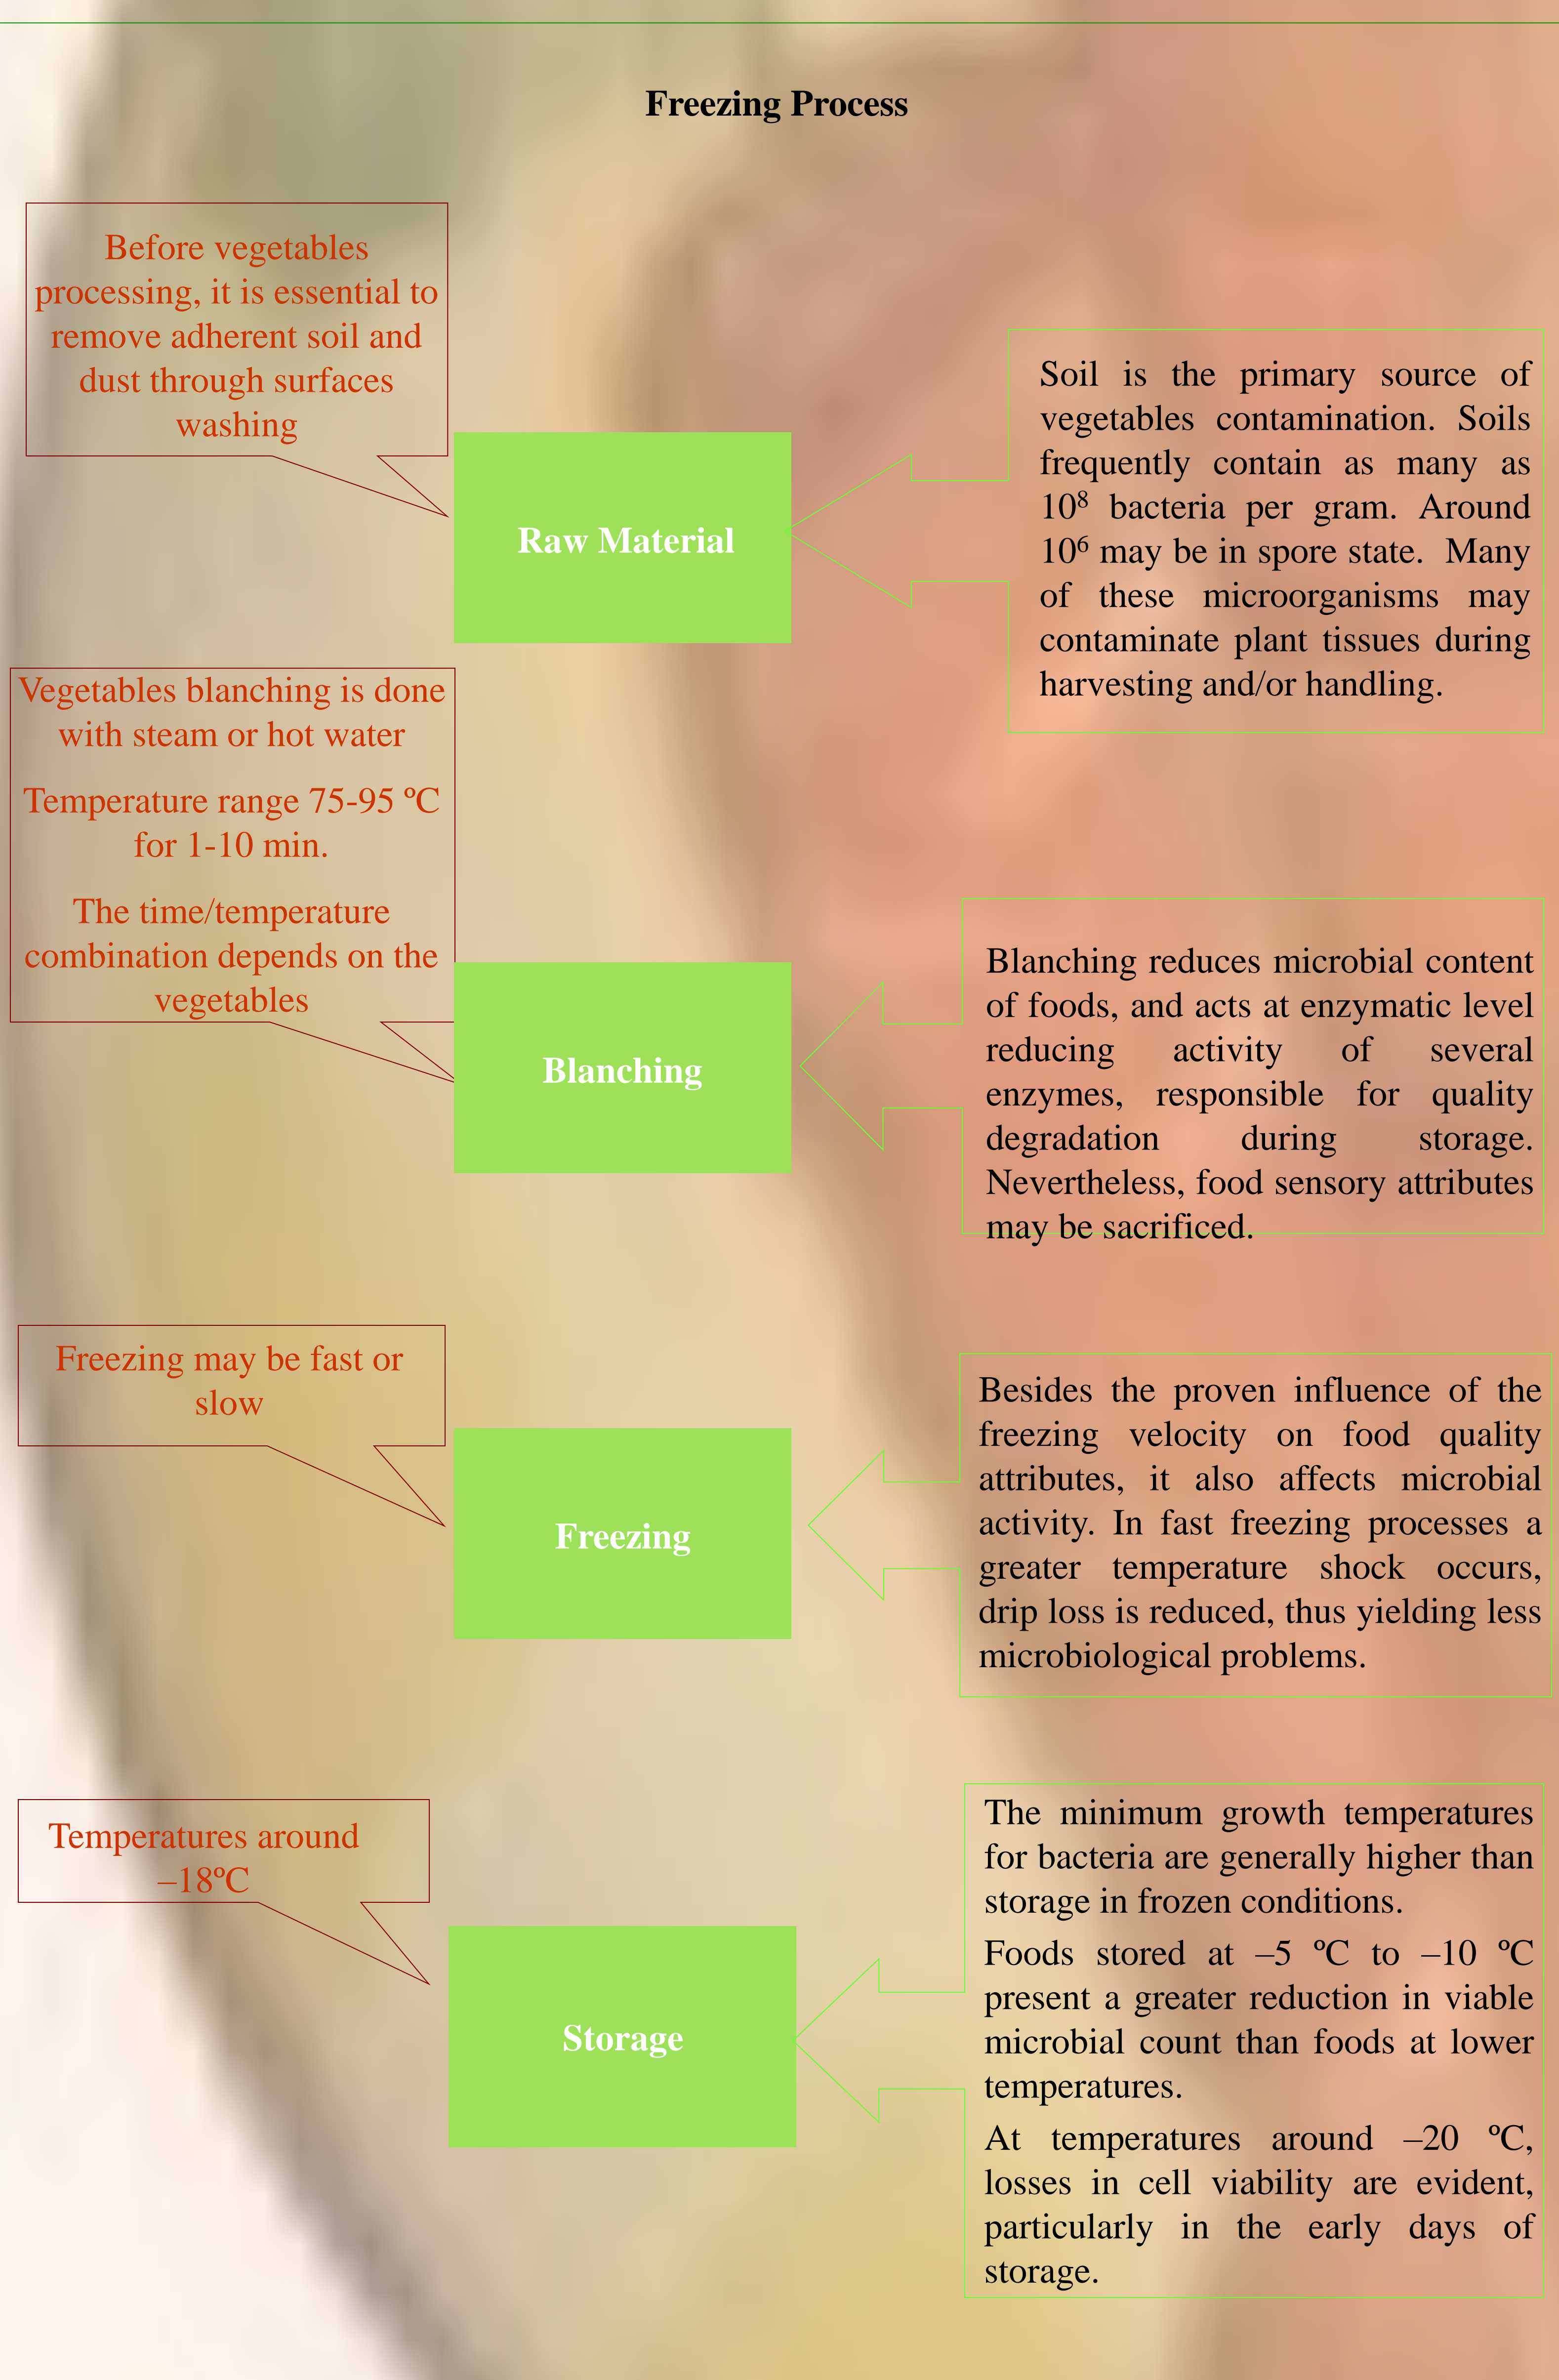 Freezing Process
Before vegetables
processing, it is essential to
remove adherent soil and
dust through surfaces
washing
Raw Material
Soil is the primary source of
vegetables contamination. Soils
frequently contain as many as
10⁸ bacteria per gram. Around
10⁶ may be in spore state. Many
of these microorganisms may
contaminate plant tissues during
harvesting and/or handling.
Vegetables blanching is done
with steam or hot water
Temperature range 75-95 ºC
for 1-10 min.
The time/temperature
combination depends on the
vegetables
Blanching
Blanching reduces microbial content
of foods, and acts at enzymatic level
reducing activity of several
enzymes, responsible for quality
degradation during storage.
Nevertheless, food sensory attributes
may be sacrificed.
Freezing may be fast or
slow
Freezing
Besides the proven influence of the
freezing velocity on food quality
attributes, it also affects microbial
activity. In fast freezing processes a
greater temperature shock occurs,
drip loss is reduced, thus yielding less
microbiological problems.
Temperatures around
–18ºC
Storage
The minimum growth temperatures
for bacteria are generally higher than
storage in frozen conditions.
Foods stored at –5 ºC to –10 ºC
present a greater reduction in viable
microbial count than foods at lower
temperatures.
At temperatures around –20 ºC,
losses in cell viability are evident,
particularly in the early days of
storage.